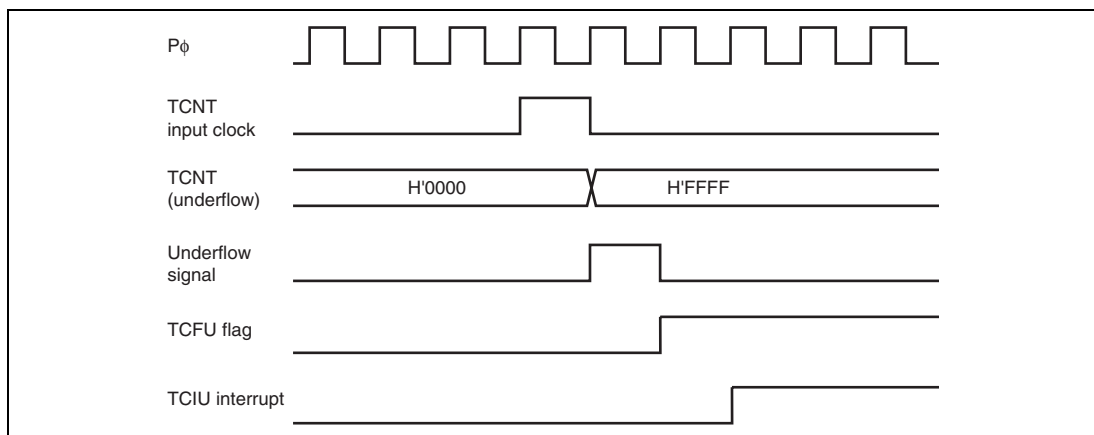 Pϕ
TCNT
input clock
TCNT
(underflow)
H'0000
H'FFFF
Underflow
signal
TCFU flag
TCIU interrupt